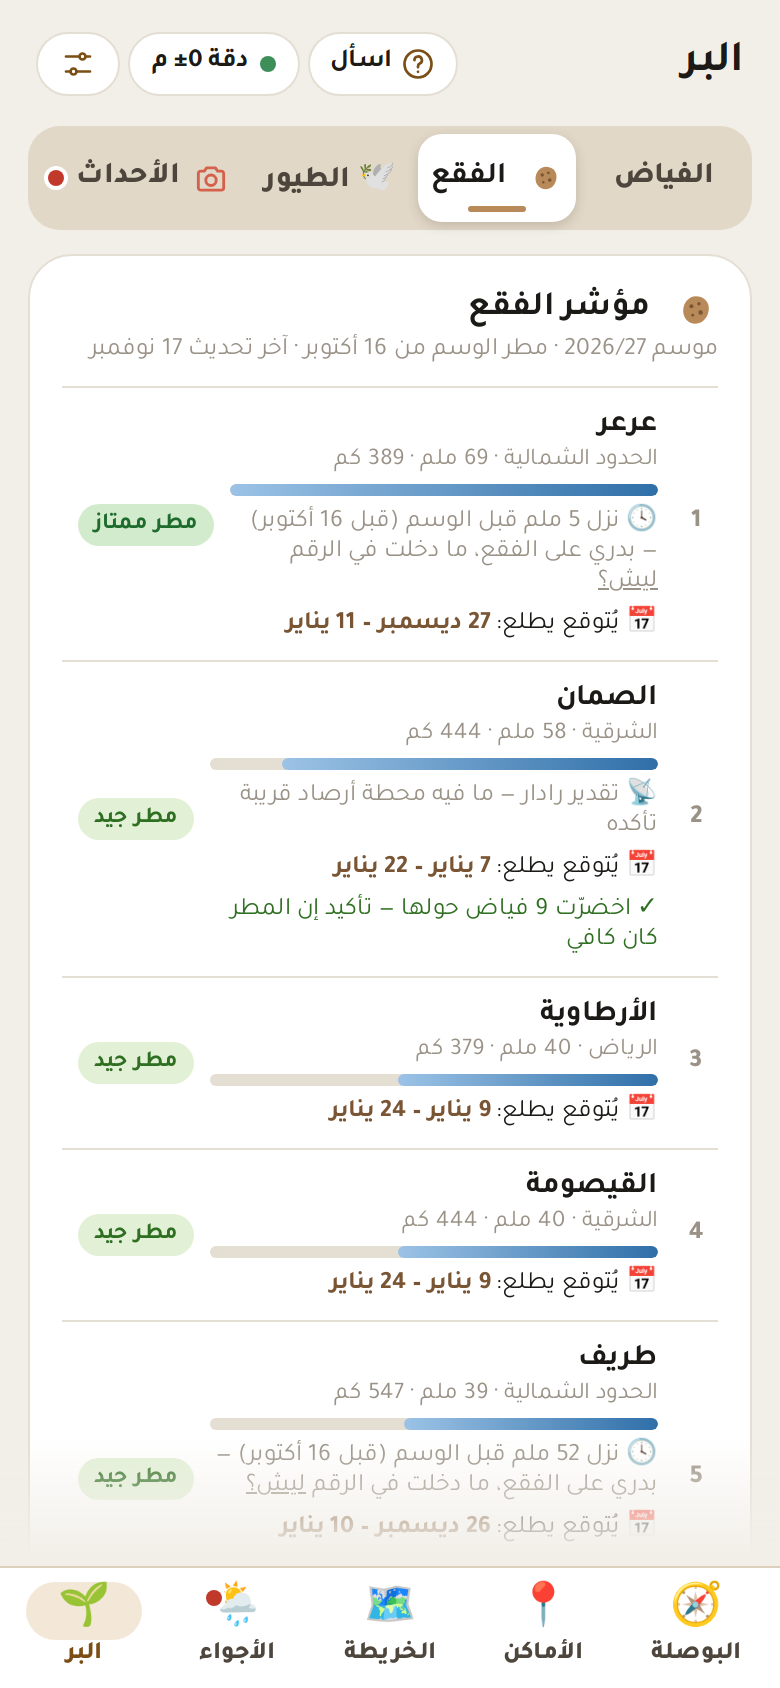 البر
اسأل
دقة 0± م
الفياض
الفقع
الطيور
الأحداث
مؤشر الفقع
موسم 2026/27 · مطر الوسم من 16 أكتوبر · آخر تحديث 17 نوفمبر
عرعر
الحدود الشمالية · 69 ملم · 389 كم
1
نزل 5 ملم قبل الوسم (قبل 16 أكتوبر)
– بدري على الفقع، ما دخلت في الرقم
ليش؟
مطر ممتاز
يُتوقع يطلع: 27 ديسمبر - 11 يناير
الصمان
الشرقية · 58 ملم · 444 كم
2
تقدير رادار – ما فيه محطة أرصاد قريبة
تأكده
مطر جيد
يُتوقع يطلع: 7 يناير - 22 يناير
✓ اخضرّت 9 فياض حولها – تأكيد إن المطر
كان كافي
الأرطاوية
الرياض · 40 ملم · 379 كم
3
مطر جيد
يُتوقع يطلع: 9 يناير - 24 يناير
القيصومة
الشرقية · 40 ملم · 444 كم
4
مطر جيد
يُتوقع يطلع: 9 يناير - 24 يناير
طريف
الحدود الشمالية · 39 ملم · 547 كم
5
نزل 52 ملم قبل الوسم (قبل 16 أكتوبر) –
بدري على الفقع، ما دخلت في الرقم ليش؟
مطر جيد
يُتوقع يطلع: 26 ديسمبر - 10 يناير
البوصلة
الأماكن
الخريطة
الأجواء
البر